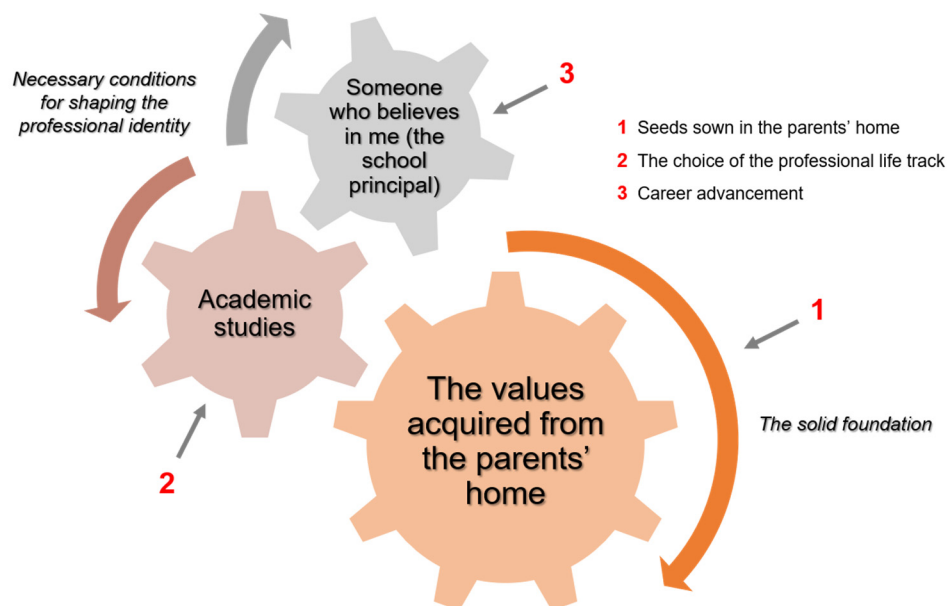 Necessary conditions
for shaping the
professional identity
Someone
who believes
in me (the
school
principal)
3
1 Seeds sown in the parents’ home
2 The choice of the professional life track
3 Career advancement
Academic
studies
1
The values
acquired from
the parents’
home
The solid foundation
2